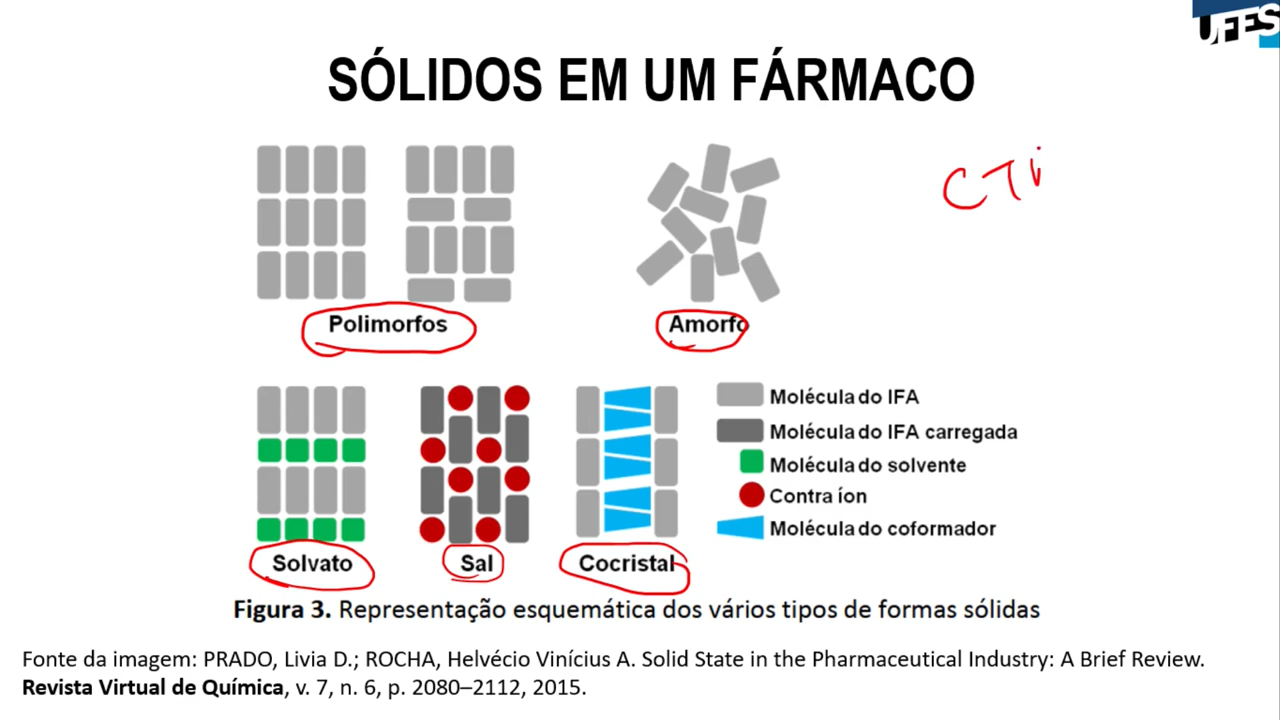 UFES
SÓLIDOS EM UM FÁRMACO
Polimorfos
Amorfo
Molécula do IFA
Molécula do IFA carregada
Molécula do solvente
Contra íon
Molécula do coformador
Solvato
Sal
Cocristal
Figura 3. Representação esquemática dos vários tipos de formas sólidas
Fonte da imagem: PRADO, Livia D.; ROCHA, Helvécio Vinícius A. Solid State in the Pharmaceutical Industry: A Brief Review.
Revista Virtual de Química, v. 7, n. 6, p. 2080–2112, 2015.